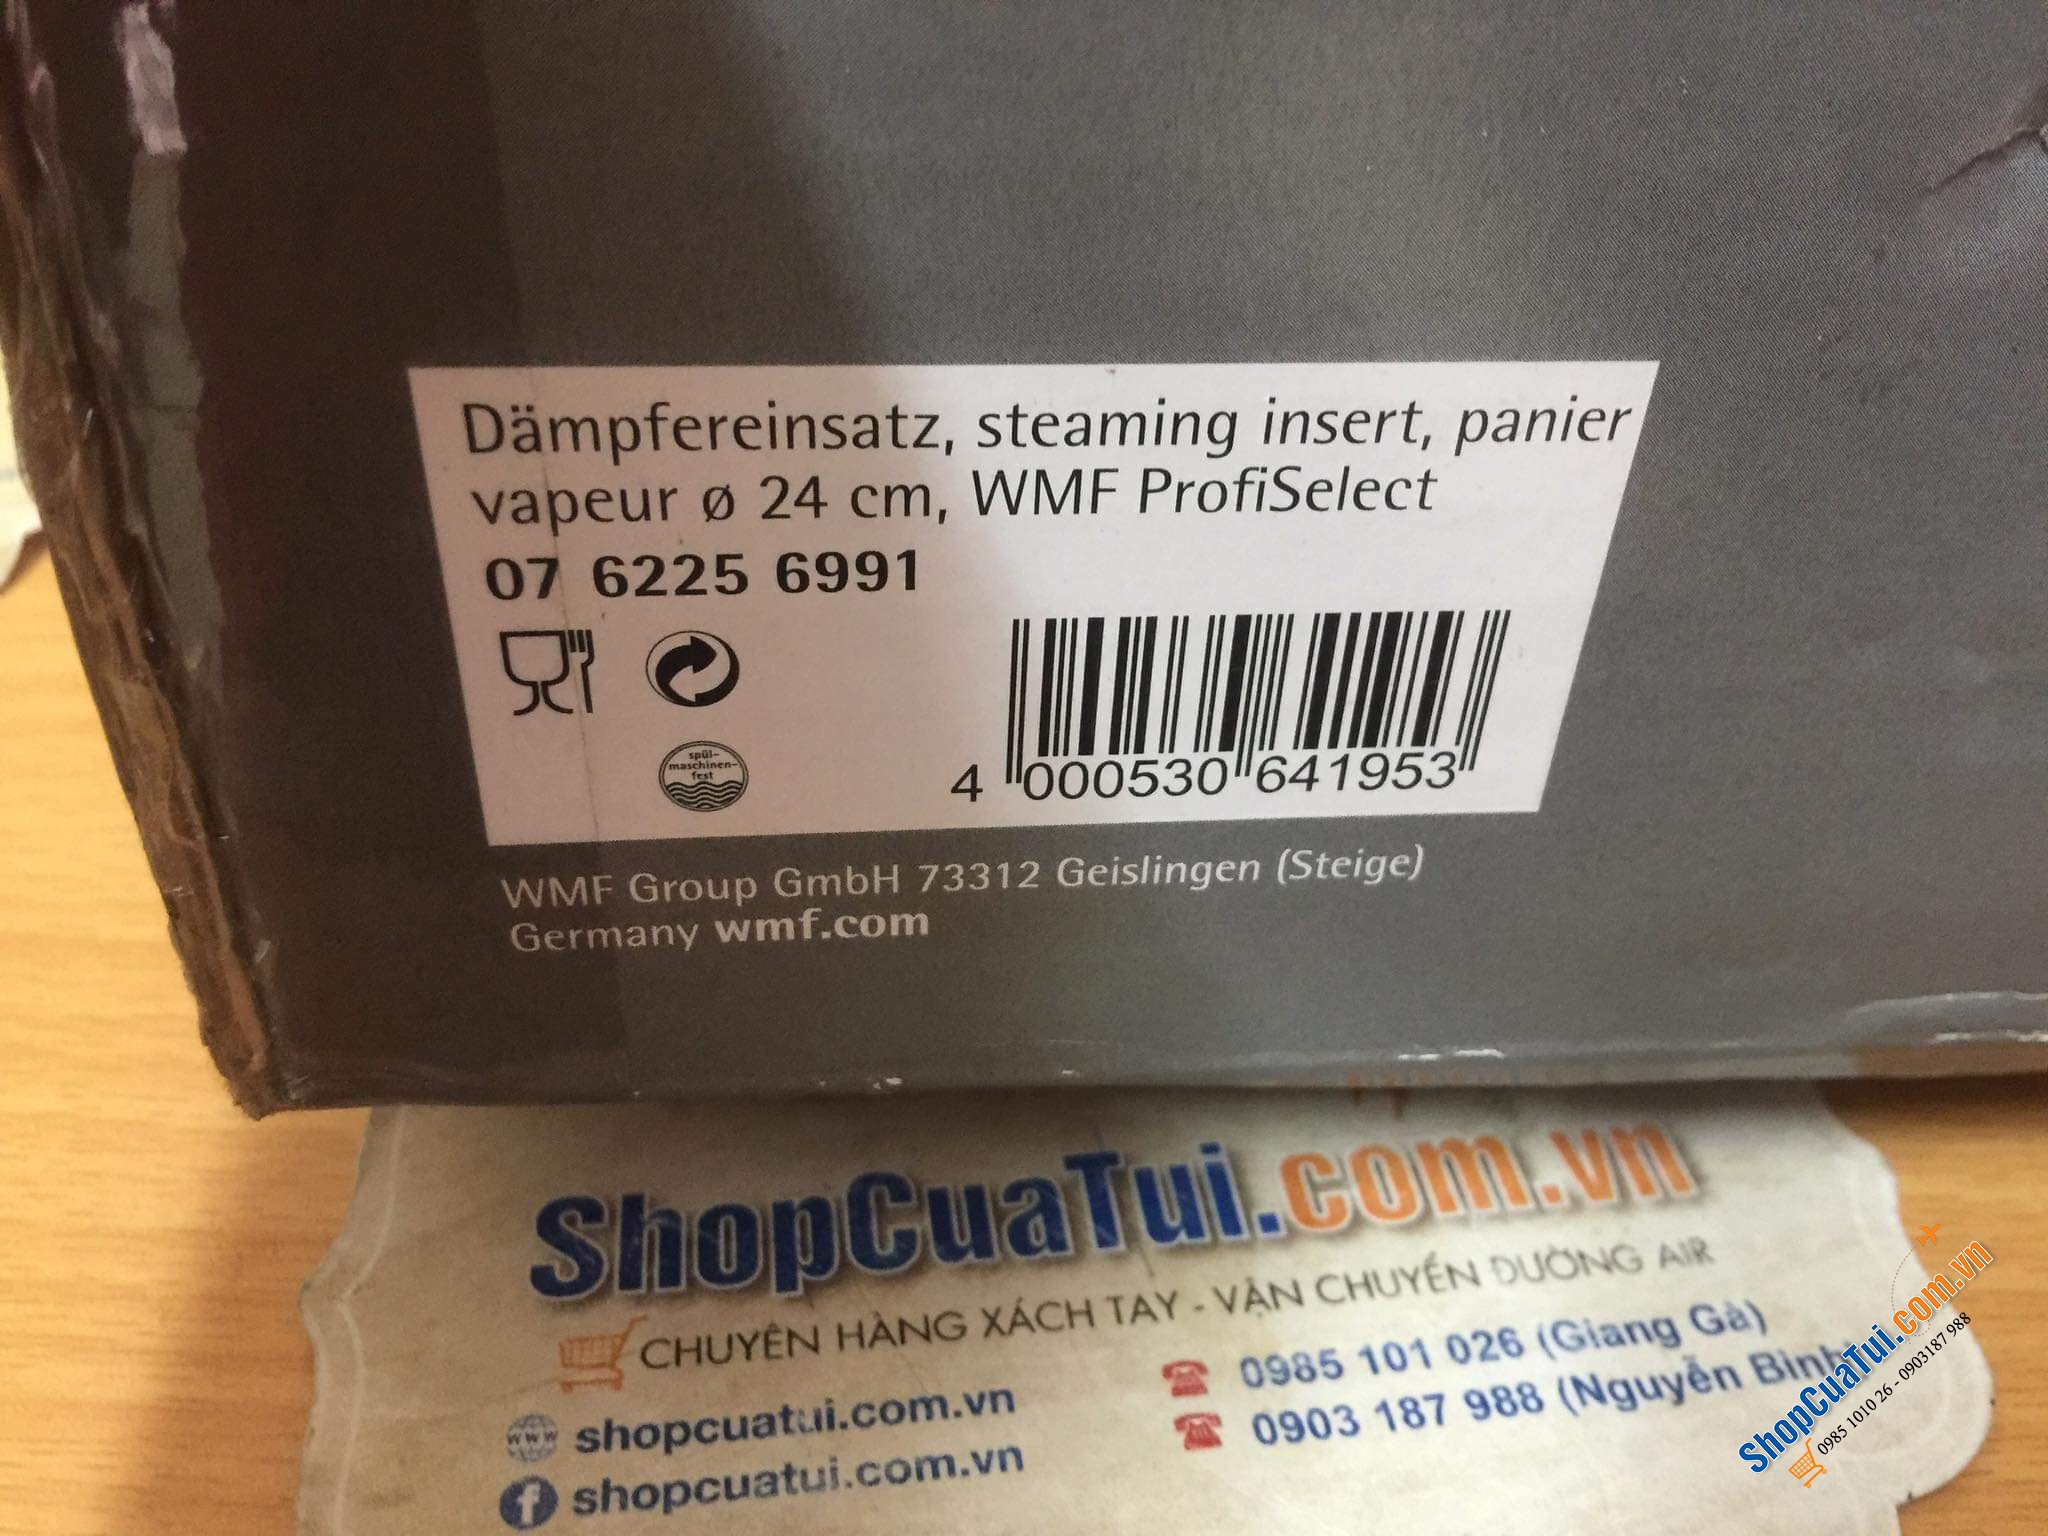 Dämpfereinsatz, steaming insert, panier
vapeur ø 24 cm, WMF ProfiSelect
07 6225 6991
spül-
maschinen-
fest
4 000530 641953
WMF Group GmbH 73312 Geislingen (Steige)
Germany wmf.com
ShopCuaTui.com.vn
CHUYÊN HÀNG XÁCH TAY - VẬN CHUYỂN ĐƯỜNG AIR
www shopcuatui.com.vn
f shopcuatui.com.vn
0985 101 026 (Giang Gà)
0903 187 988 (Nguyễn Bình
ShopCuaTui.com.vn
0985 1010 26 - 0903187 988